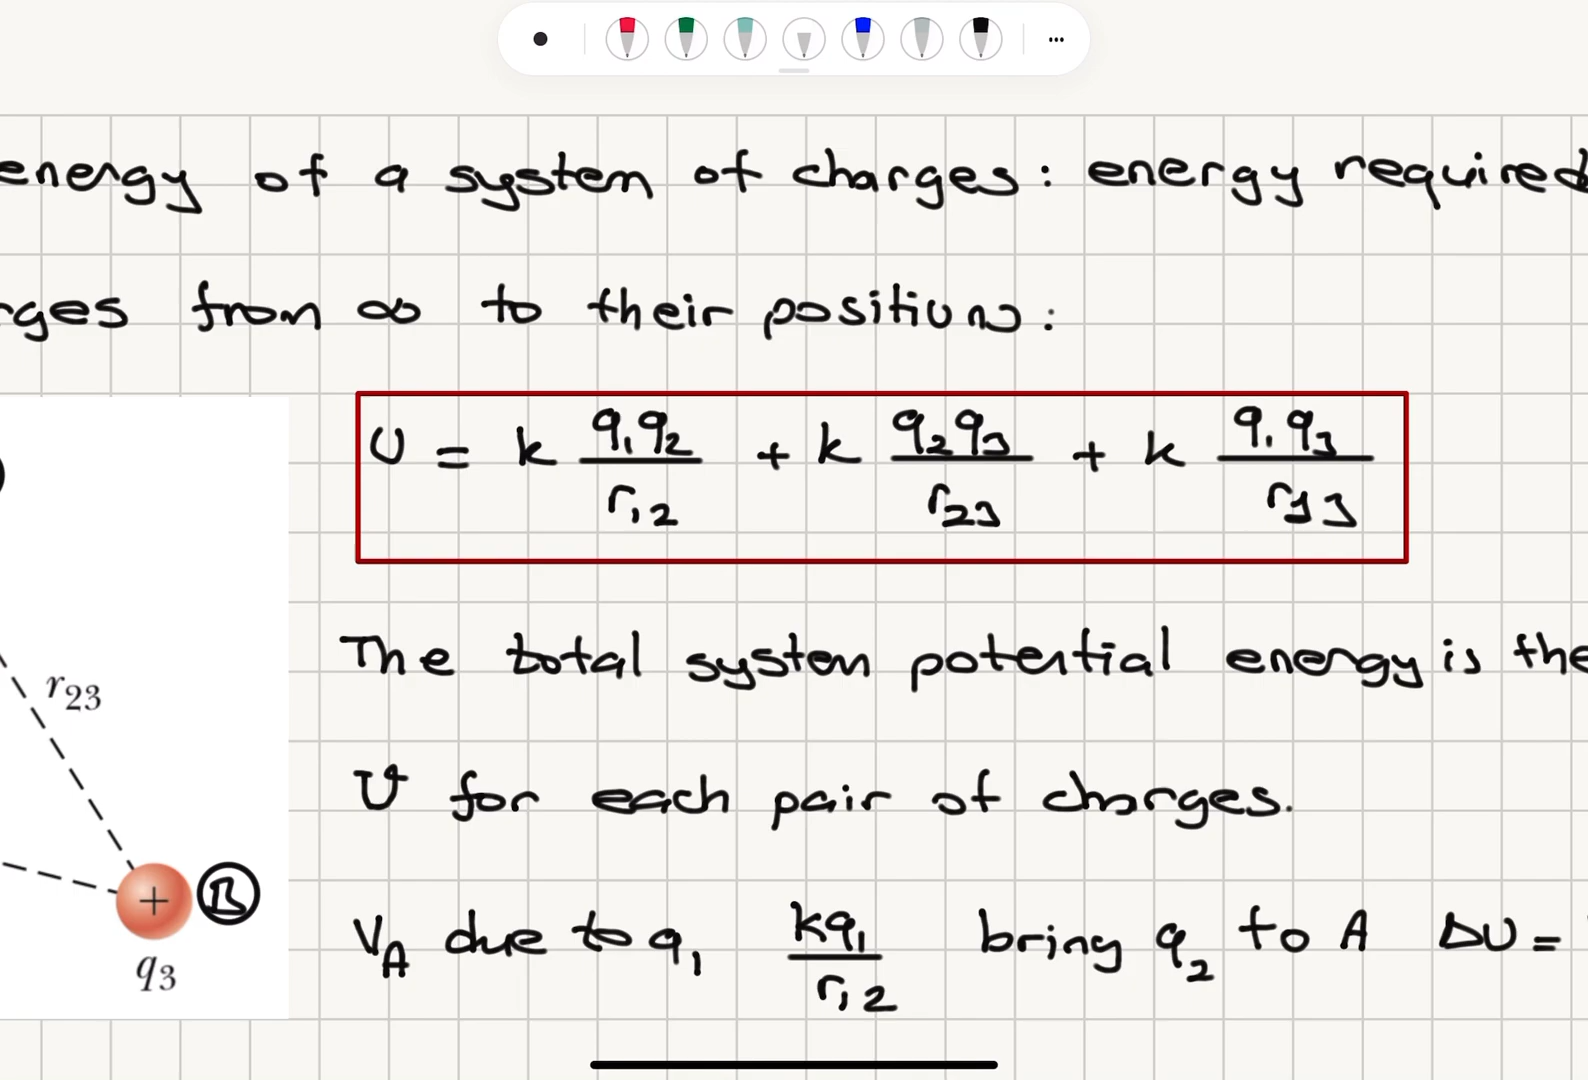 energy of a system of charges: energy required
rges from ∞ to their positions:
U = k q₁q₂/r₁₂ + k q₂q₃/r₂₃ + k q₁q₃/r₁₃
r₂₃
The total system potential energy is the
U for each pair of charges.
+ B
q₃
V_A due to q₁ kq₁/r₁₂ bring q₂ to A ΔU =